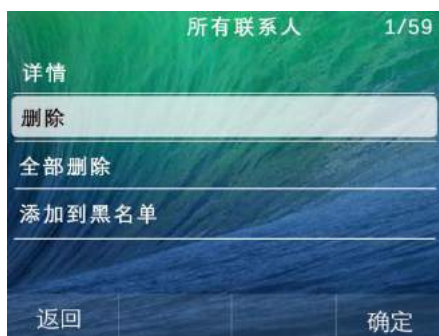 所有联系人 1/59
详情
删除
全部删除
添加到黑名单
返回 确定